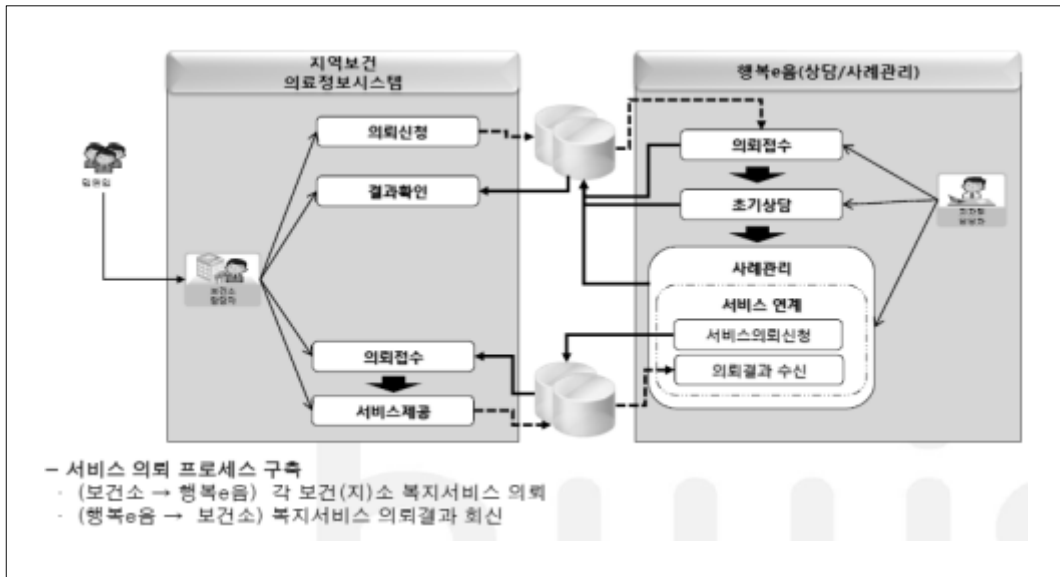 지역보건
의료정보시스템
행복e음(상담/사례관리)
의뢰신청
의뢰접수
결과확인
초기상담
사례관리
보건소
담당자
서비스 연계
서비스의뢰신청
의뢰접수
의뢰결과 수신
서비스제공
- 서비스 의뢰 프로세스 구축
· (보건소 → 행복e음) 각 보건(지)소 복지서비스 의뢰
· (행복e음 → 보건소) 복지서비스 의뢰결과 회신